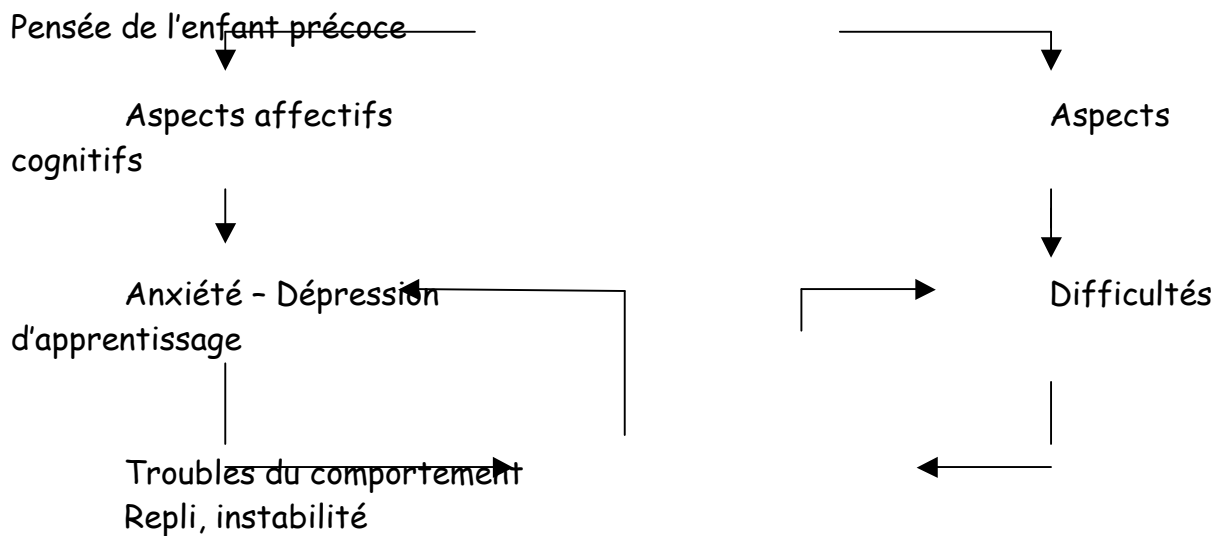 Pensée de l'enfant précoce
Aspects affectifs Aspects
cognitifs
Anxiété – Dépression Difficultés
d'apprentissage
Troubles du comportement
Repli, instabilité